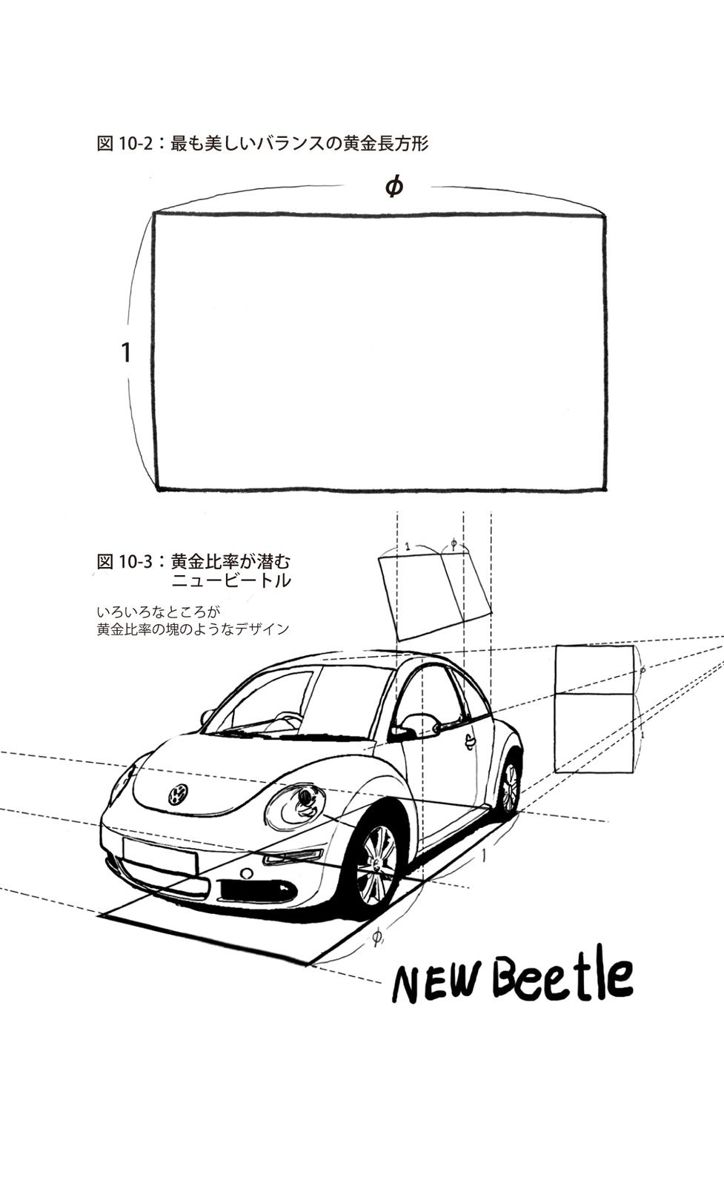 図 10-2：最も美しいバランスの黄金長方形
φ
1
図 10-3：黄金比率が潜む
ニュービートル
いろいろなところが
黄金比率の塊のようなデザイン
1 φ
φ
1
1
φ
NEW Beetle